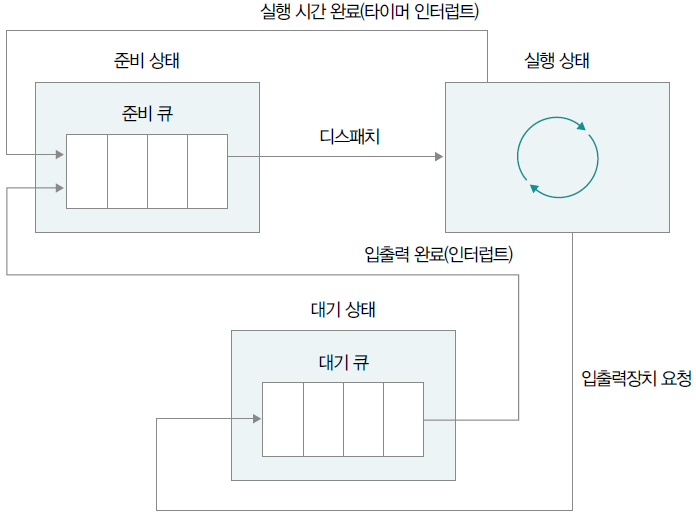 실행 시간 완료(타이머 인터럽트)
준비 상태
실행 상태
준비 큐
디스패치
입출력 완료(인터럽트)
대기 상태
대기 큐
입출력장치 요청